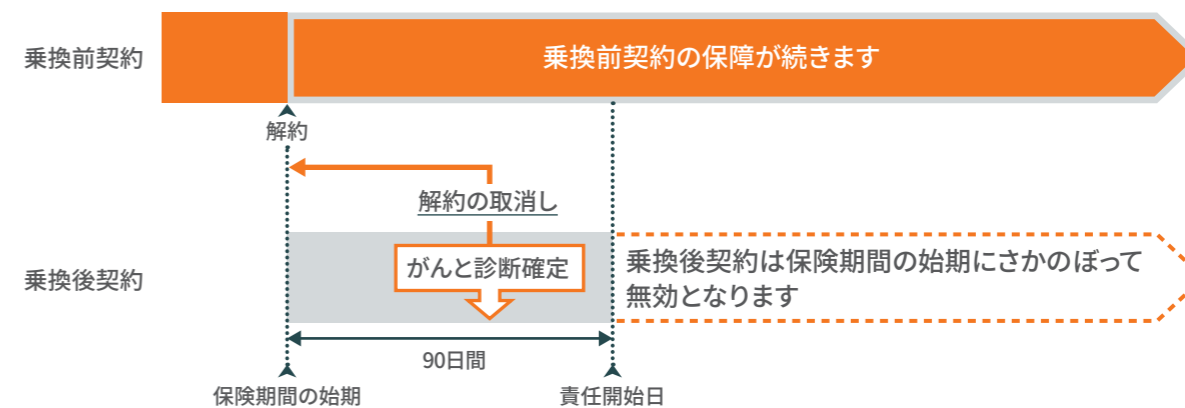 乗換前契約
乗換前契約の保障が続きます
解約
解約の取消し
乗換後契約
がんと診断確定
乗換後契約は保険期間の始期にさかのぼって
無効となります
90日間
保険期間の始期
責任開始日